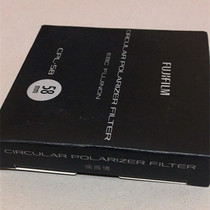 FUJIFILM
CIRCULAR POLARIZER FILTER
EBC FUJINON
CPL-58
58
mm
CIRCULAR POLARIZER FILTER